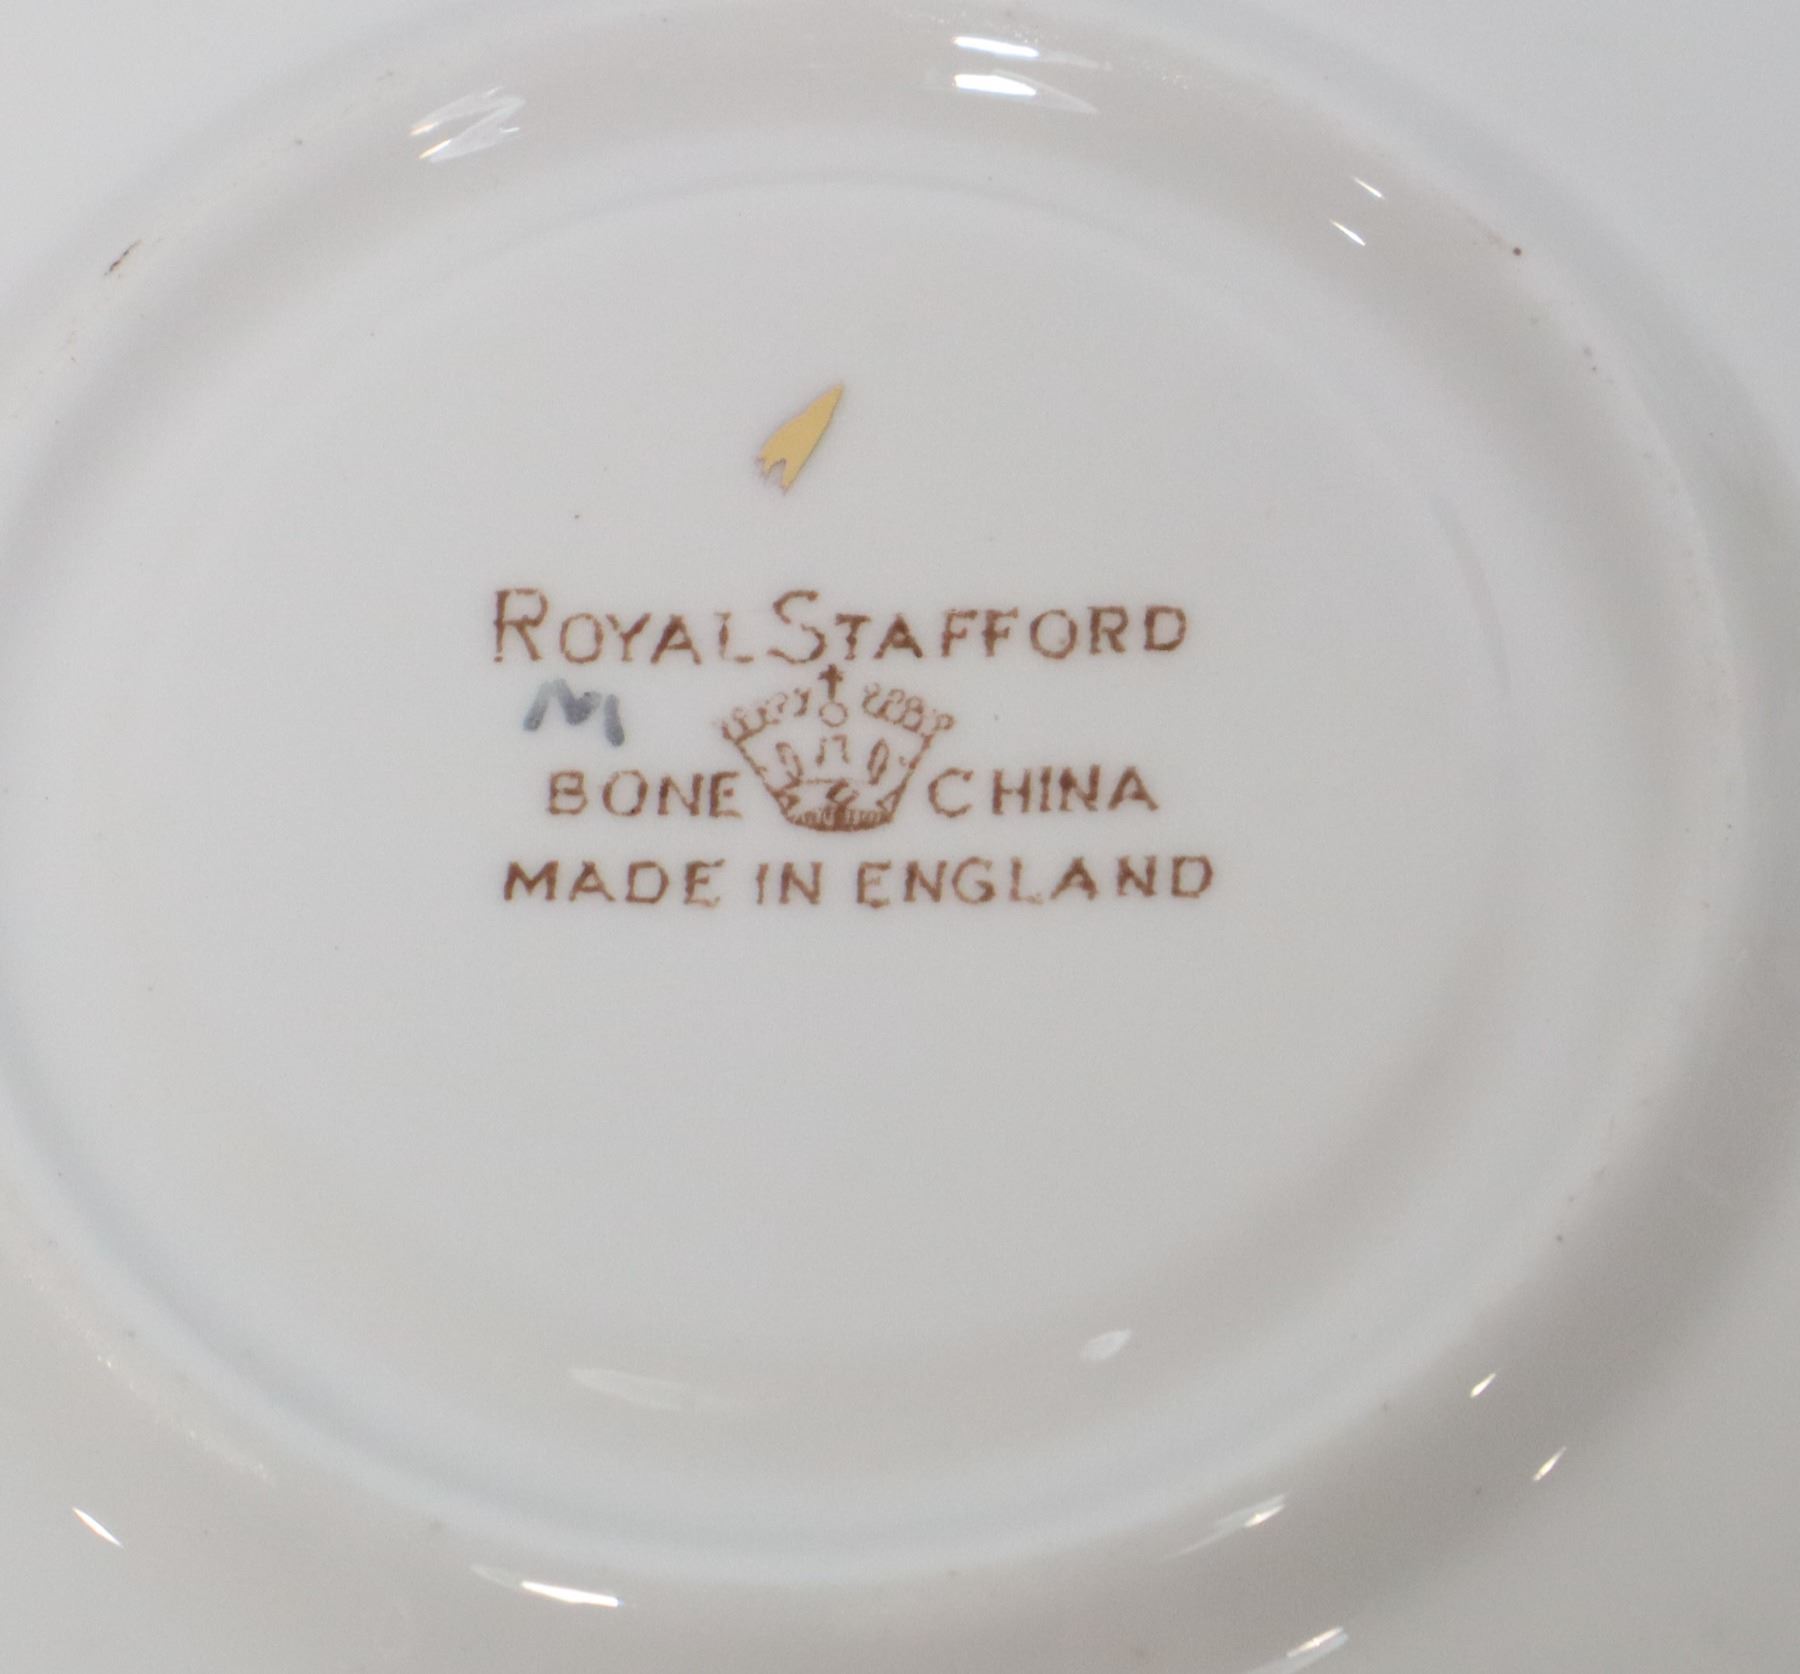 ROYAL STAFFORD
M
BONE CHINA
MADE IN ENGLAND